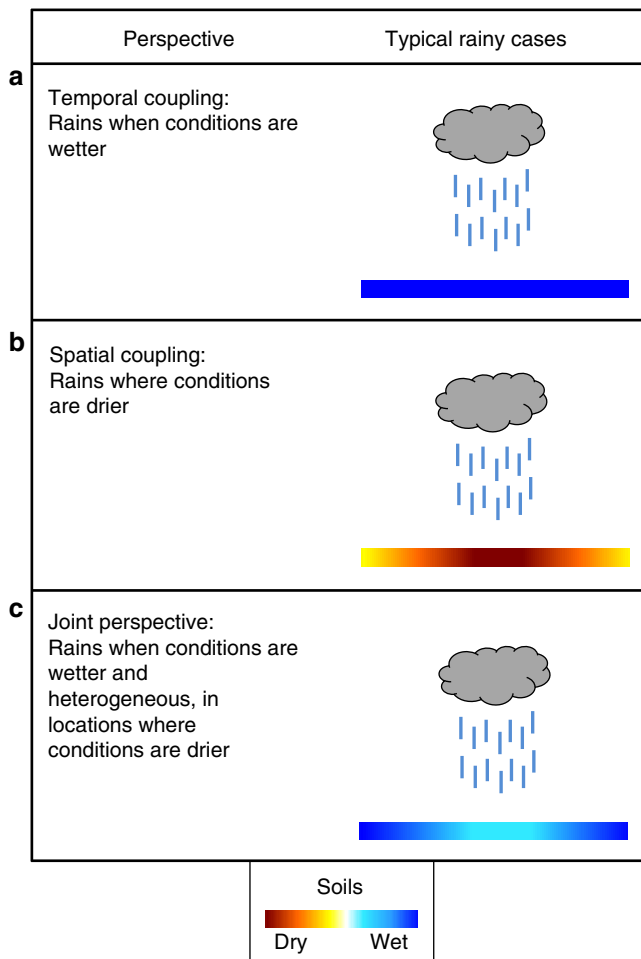 Perspective
Typical rainy cases
a
Temporal coupling:
Rains when conditions are
wetter
b
Spatial coupling:
Rains where conditions
are drier
c
Joint perspective:
Rains when conditions are
wetter and
heterogeneous, in
locations where
conditions are drier
Soils
Dry
Wet